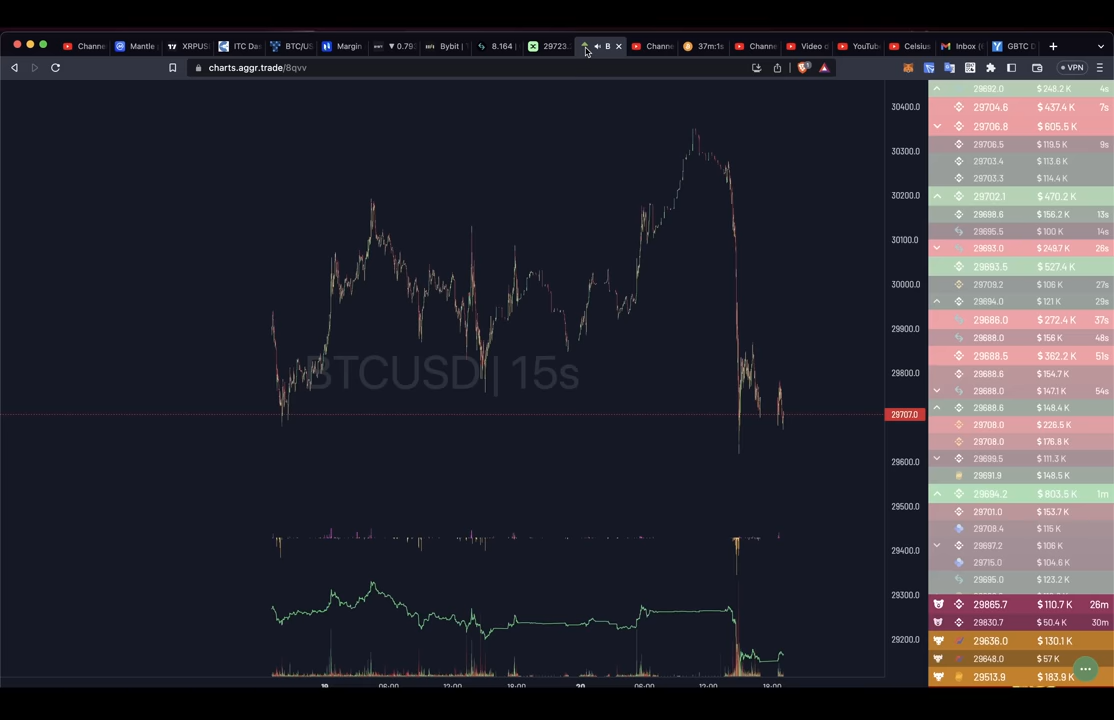 Channe
Mantle
XRPUS
ITC Das
BTC/US
Margin
▼ 0.793
Bybit |
8.164
29723.
B
Channe
37m:1s
Channe
Video d
YouTub
Celsius
Inbox (
GBTC D
charts.aggr.trade/8qvv
VPN
30400.0
30300.0
30200.0
30100.0
30000.0
29900.0
29800.0
29707.0
29600.0
29500.0
29400.0
29300.0
29200.0
BTCUSD | 15s
19
06:00
12:00
18:00
20
06:00
12:00
18:00
29692.0 $ 248.2 K 4s
29704.6 $ 437.4 K 7s
29706.8 $ 605.5 K
29706.5 $ 119.5 K 9s
29703.4 $ 113.6 K
29703.3 $ 114.4 K
29702.1 $ 470.2 K
29698.6 $ 156.2 K 13s
29695.5 $ 100 K 14s
29693.0 $ 249.7 K 26s
29693.5 $ 527.4 K
29709.2 $ 106 K 27s
29694.0 $ 121 K 29s
29686.0 $ 272.4 K 37s
29688.0 $ 156 K 48s
29688.5 $ 362.2 K 51s
29688.6 $ 154.7 K
29688.0 $ 147.1 K 54s
29688.6 $ 148.4 K
29708.0 $ 226.5 K
29708.0 $ 176.8 K
29699.5 $ 111.3 K
29691.9 $ 148.5 K
29694.2 $ 803.5 K 1m
29701.0 $ 153.7 K
29708.4 $ 115 K
29697.2 $ 106 K
29715.0 $ 104.6 K
29695.0 $ 123.2 K
29865.7 $ 110.7 K 26m
29830.7 $ 50.4 K 30m
29636.0 $ 130.1 K
29648.0 $ 57 K
29513.9 $ 183.9 K